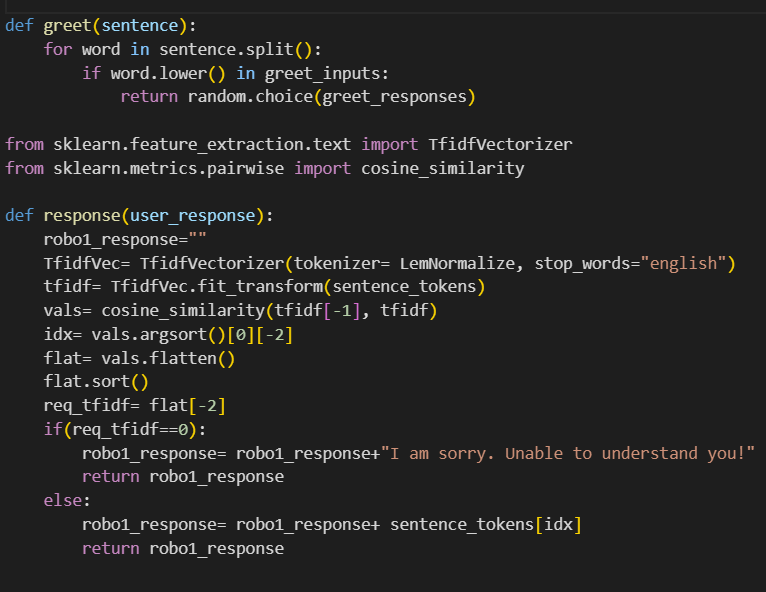 def greet(sentence):
    for word in sentence.split():
        if word.lower() in greet_inputs:
            return random.choice(greet_responses)

from sklearn.feature_extraction.text import TfidfVectorizer
from sklearn.metrics.pairwise import cosine_similarity

def response(user_response):
    robo1_response=""
    TfidfVec= TfidfVectorizer(tokenizer= LemNormalize, stop_words="english")
    tfidf= TfidfVec.fit_transform(sentence_tokens)
    vals= cosine_similarity(tfidf[-1], tfidf)
    idx= vals.argsort()[0][-2]
    flat= vals.flatten()
    flat.sort()
    req_tfidf= flat[-2]
    if(req_tfidf==0):
        robo1_response= robo1_response+"I am sorry. Unable to understand you!"
        return robo1_response
    else:
        robo1_response= robo1_response+ sentence_tokens[idx]
        return robo1_response